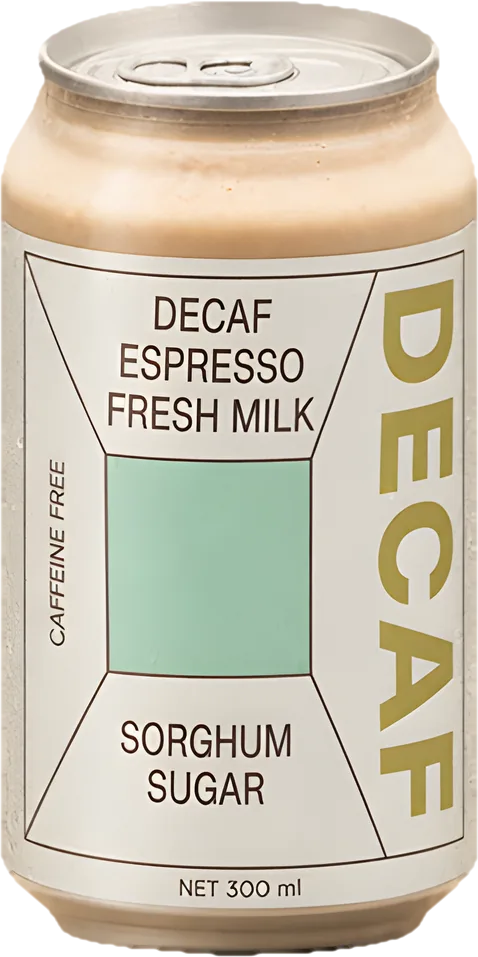 DECAF
ESPRESSO
FRESH MILK
CAFFEINE FREE
DECAF
SORGHUM
SUGAR
NET 300 ml